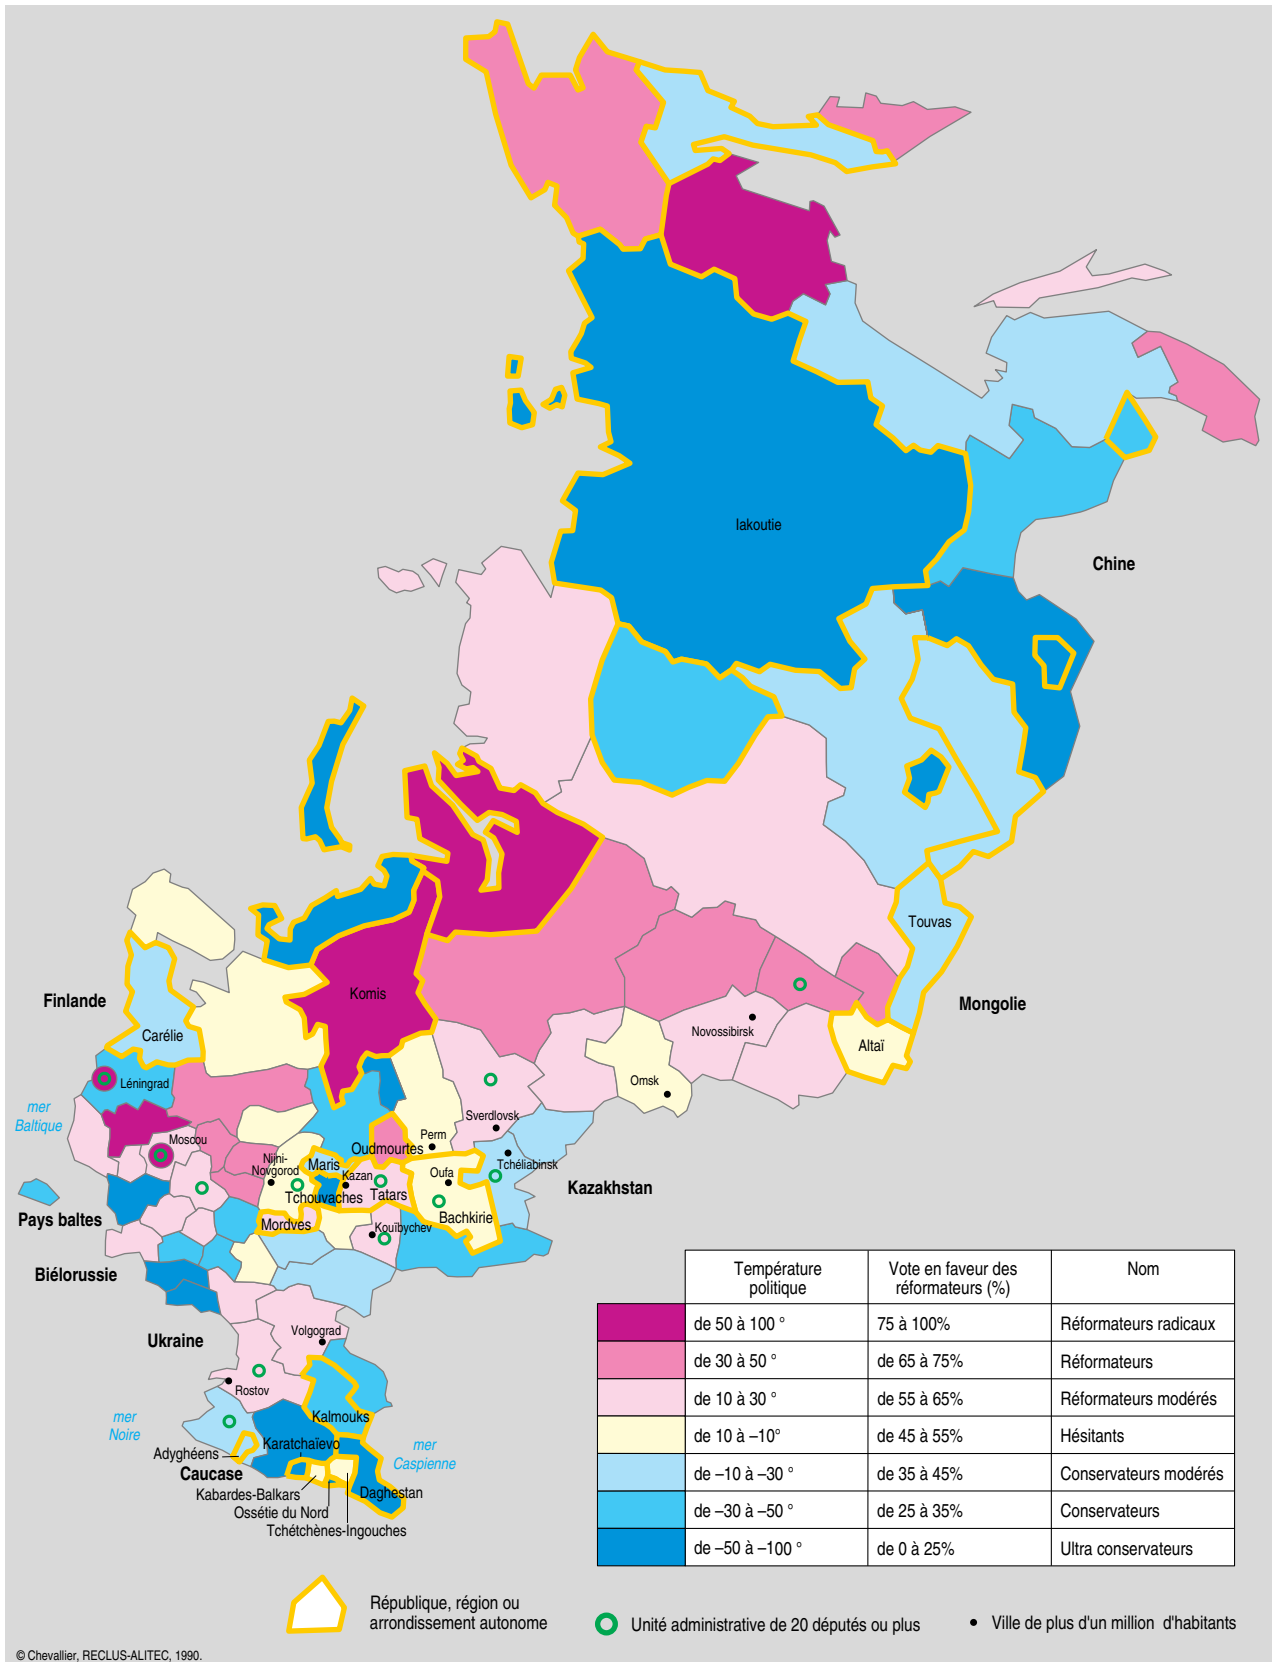 Iakoutie
Chine
Touvas
Mongolie
Komis
Finlande
Carélie
Novossibirsk
Altaï
Omsk
Léningrad
mer
Baltique
Sverdlovsk
Moscou
Perm
Oudmourtes
Nijni-
Novgorod
Maris
Tchéliabinsk
Kazan
Oufa
Kazakhstan
Tchouvaches
Tatars
Pays baltes
Mordves
Bachkirie
Kouïbychev
Biélorussie
Ukraine
Volgograd
Rostov
mer
Noire
Kalmouks
Karatchaïevo
mer
Caspienne
Adyghéens
Caucase
Kabardes-Balkars
Daghestan
Ossétie du Nord
Tchétchènes-Ingouches
Température
politique
Vote en faveur des
réformateurs (%)
Nom
de 50 à 100 ° 75 à 100% Réformateurs radicaux
de 30 à 50 ° de 65 à 75% Réformateurs
de 10 à 30 ° de 55 à 65% Réformateurs modérés
de 10 à –10° de 45 à 55% Hésitants
de –10 à –30 ° de 35 à 45% Conservateurs modérés
de –30 à –50 ° de 25 à 35% Conservateurs
de –50 à –100 ° de 0 à 25% Ultra conservateurs
République, région ou
arrondissement autonome
Unité administrative de 20 députés ou plus
Ville de plus d'un million d'habitants
© Chevallier, RECLUS-ALITEC, 1990.